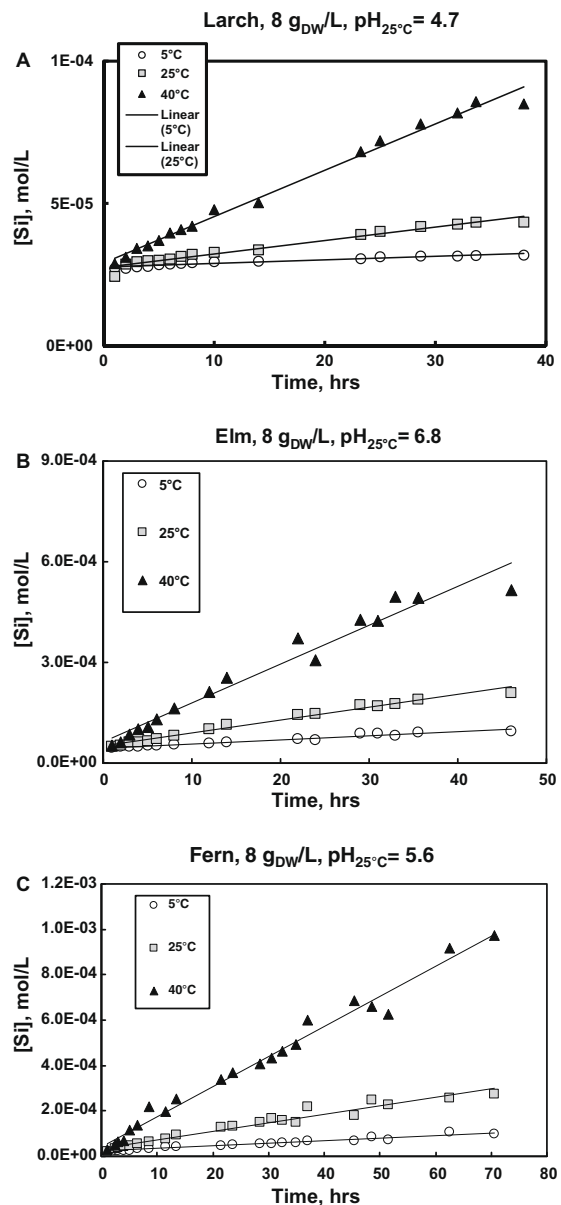 Larch, 8 gDW/L, pH25°C= 4.7
A
1E-04
5E-05
0E+00
[Si], mol/L
5°C
25°C
40°C
Linear
(5°C)
Linear
(25°C)
0
10
20
30
40
Time, hrs
Elm, 8 gDW/L, pH25°C= 6.8
B
9.0E-04
6.0E-04
3.0E-04
0.0E+00
[Si], mol/L
5°C
25°C
40°C
0
10
20
30
40
50
Time, hrs
Fern, 8 gDW/L, pH25°C= 5.6
C
1.2E-03
1.0E-03
8.0E-04
6.0E-04
4.0E-04
2.0E-04
0.0E+00
[Si], mol/L
5°C
25°C
40°C
0
10
20
30
40
50
60
70
80
Time, hrs